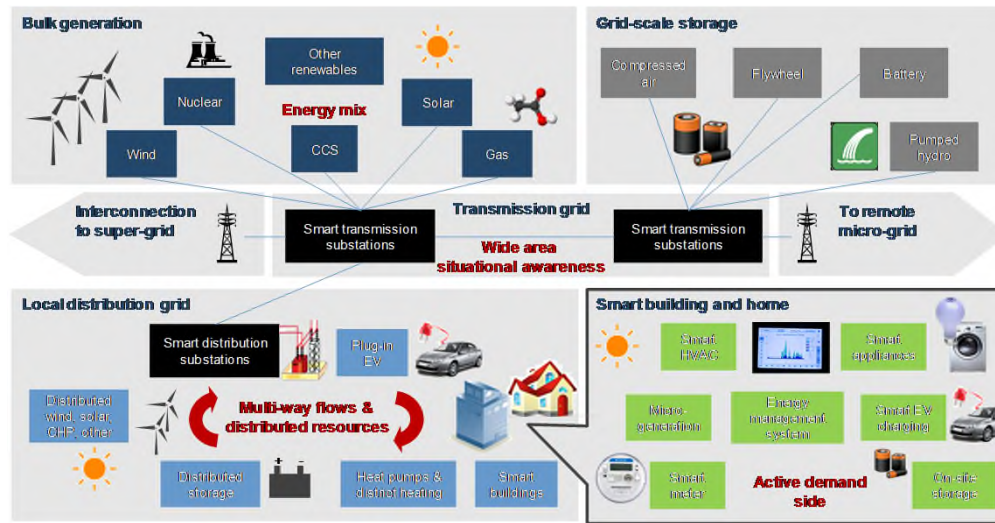 Bulk generation
Other
renewables
Nuclear
Energy mix
Solar
Wind
CCS
Gas
Grid-scale storage
Compressed
air
Flywheel
Battery
Pumped
hydro
Interconnection
to super-grid
Smart transmission
substations
Transmission grid
Wide area
situational awareness
Smart transmission
substations
To remote
micro-grid
Local distribution grid
Smart distribution
substations
Plug-in
EV
Distributed
wind, solar,
CHP, other
Multi-way flows &
distributed resources
Distributed
storage
Heat pumps &
district heating
Smart
buildings
Smart building and home
Smart
HVAC
Smart
appliances
Micro-
generation
Energy
management
system
Smart EV
charging
Smart
meter
Active demand
side
On-site
storage